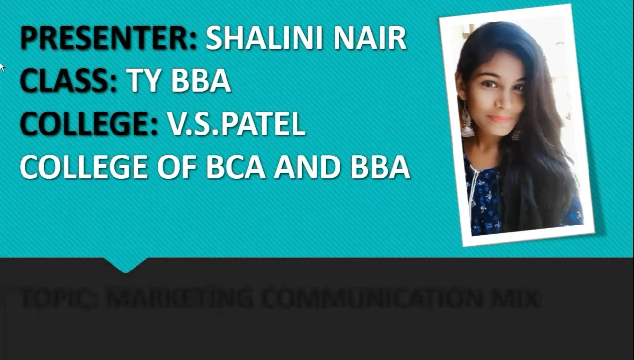 PRESENTER: SHALINI NAIR
CLASS: TY BBA
COLLEGE: V.S.PATEL
COLLEGE OF BCA AND BBA
TOPIC: MARKETING COMMUNICATION MIX